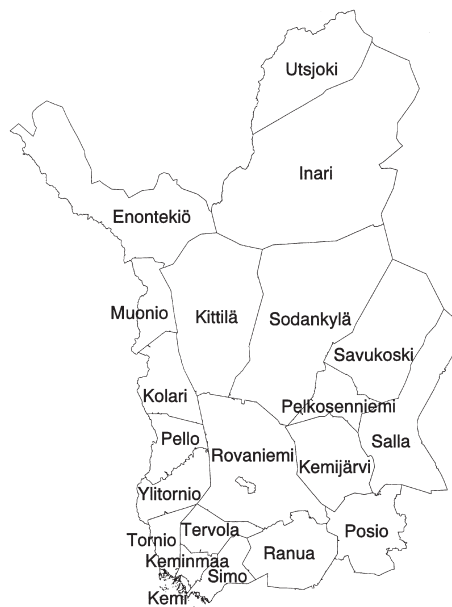 Utsjoki
Inari
Enontekiö
Muonio
Kittilä
Sodankylä
Savukoski
Kolari
Pelkosenniemi
Pello
Rovaniemi
Kemijärvi
Salla
Ylitornio
Tervola
Posio
Tornio
Keminmaa
Ranua
Simo
Kemi